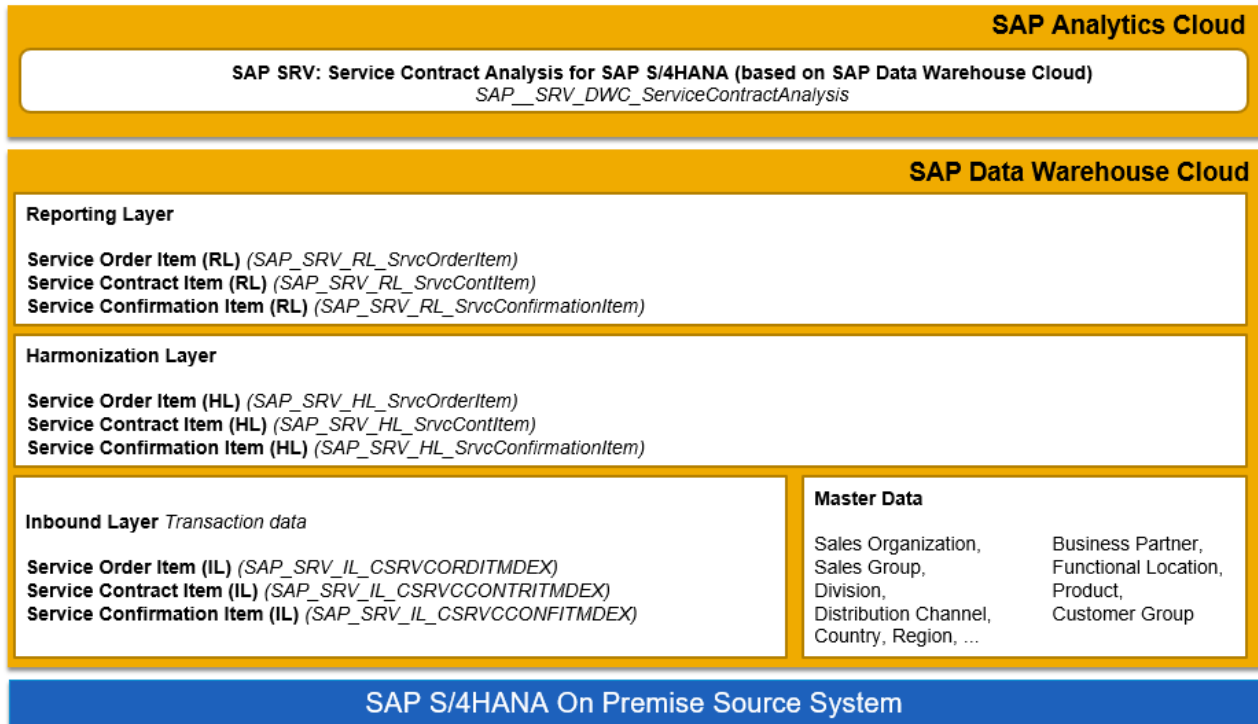 SAP Analytics Cloud
SAP SRV: Service Contract Analysis for SAP S/4HANA (based on SAP Data Warehouse Cloud)
SAP__SRV_DWC_ServiceContractAnalysis
SAP Data Warehouse Cloud
Reporting Layer
Service Order Item (RL) (SAP_SRV_RL_SrvcOrderItem)
Service Contract Item (RL) (SAP_SRV_RL_SrvcContItem)
Service Confirmation Item (RL) (SAP_SRV_RL_SrvcConfirmationItem)
Harmonization Layer
Service Order Item (HL) (SAP_SRV_HL_SrvcOrderItem)
Service Contract Item (HL) (SAP_SRV_HL_SrvcContItem)
Service Confirmation Item (HL) (SAP_SRV_HL_SrvcConfirmationItem)
Inbound Layer Transaction data
Service Order Item (IL) (SAP_SRV_IL_CSRVCORDITMDEX)
Service Contract Item (IL) (SAP_SRV_IL_CSRVCCONTRITMDEX)
Service Confirmation Item (IL) (SAP_SRV_IL_CSRVCCONFITMDEX)
Master Data
Sales Organization,
Sales Group,
Division,
Distribution Channel,
Country, Region, ...
Business Partner,
Functional Location,
Product,
Customer Group
SAP S/4HANA On Premise Source System